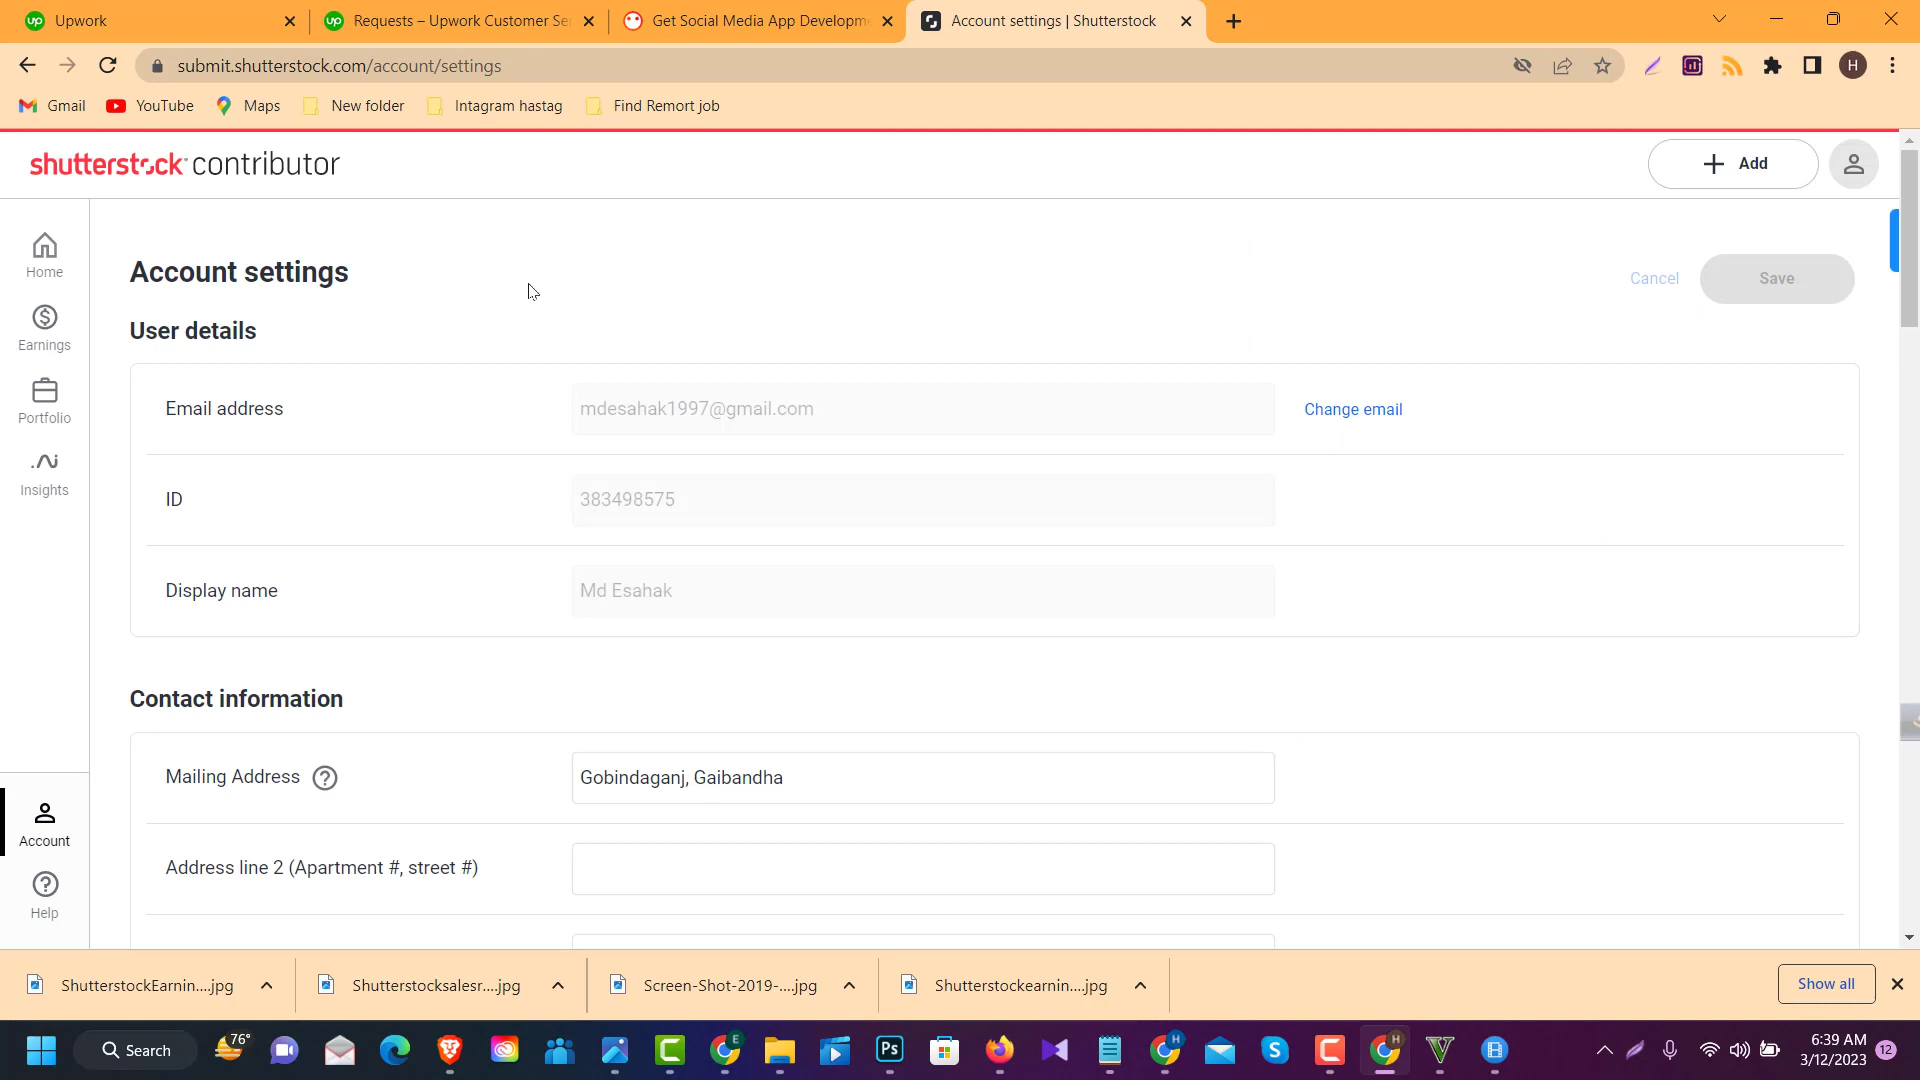 Upwork
Requests – Upwork Customer Se
Get Social Media App Developm
Account settings | Shutterstock
submit.shutterstock.com/account/settings
H
Gmail
YouTube
Maps
New folder
Intagram hastag
Find Remort job
shutterstock contributor
Add
Home
Earnings
Portfolio
Insights
Account
Help
Account settings
Cancel
Save
User details
Email address
mdesahak1997@gmail.com
Change email
ID
383498575
Display name
Md Esahak
Contact information
Mailing Address
Gobindaganj, Gaibandha
Address line 2 (Apartment #, street #)
ShutterstockEarnin....jpg
Shutterstocksalesr....jpg
Screen-Shot-2019-....jpg
Shutterstockearnin....jpg
Show all
Search
76°
6:39 AM
3/12/2023
12